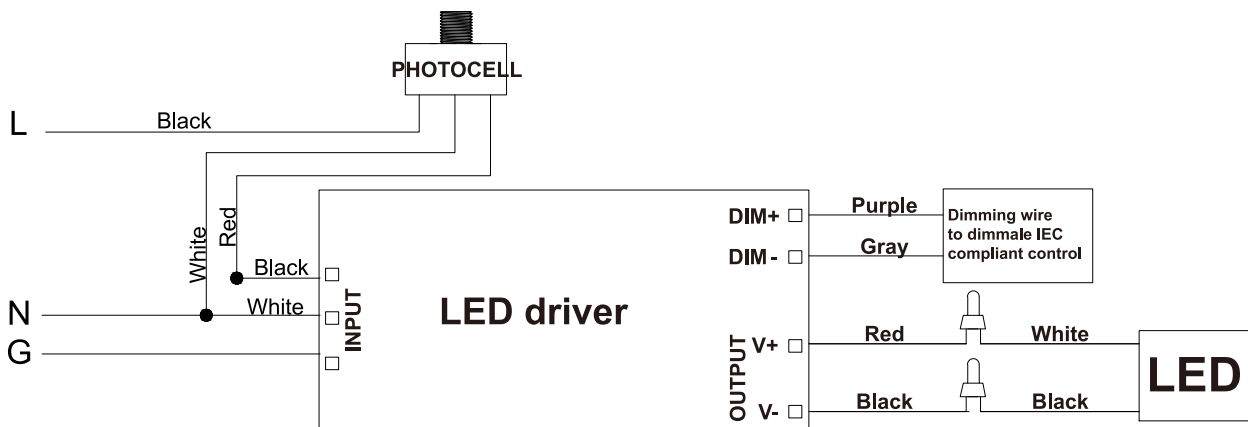 PHOTOCELL
L
Black
White
Red
Black
White
N
G
INPUT
LED driver
DIM+
DIM-
Purple
Gray
Dimming wire
to dimmale IEC
compliant control
OUTPUT
V+
V-
Red
White
Black
Black
LED